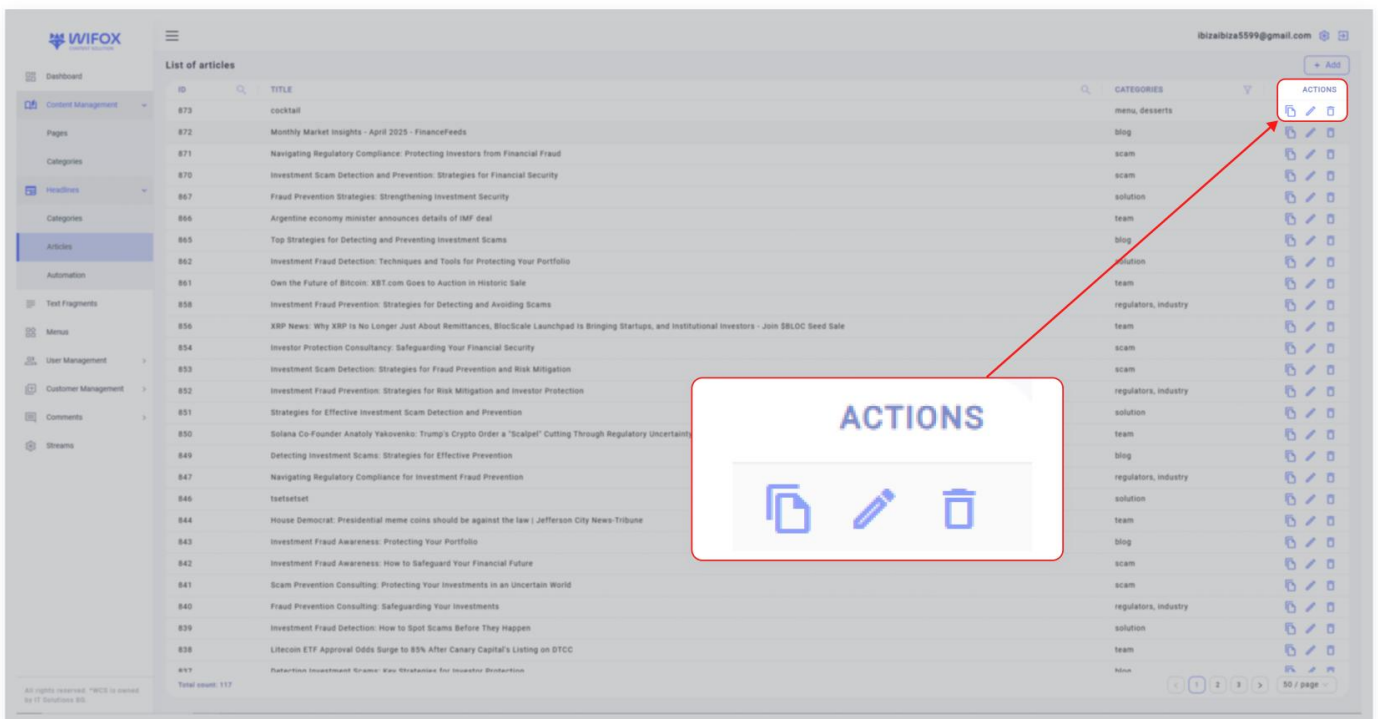 WIFOX
CONTENT SOLUTION
ibizaibiza5599@gmail.com
Dashboard
Content Management
Pages
Categories
Headlines
Categories
Articles
Automation
Text Fragments
Menus
User Management
Customer Management
Comments
Streams
All rights reserved. *WCS is owned
by IT Solutions BG.
List of articles
+ Add
ID TITLE CATEGORIES ACTIONS
873 cocktail menu, desserts
872 Monthly Market Insights - April 2025 - FinanceFeeds blog
871 Navigating Regulatory Compliance: Protecting Investors from Financial Fraud scam
870 Investment Scam Detection and Prevention: Strategies for Financial Security scam
867 Fraud Prevention Strategies: Strengthening Investment Security solution
866 Argentine economy minister announces details of IMF deal team
865 Top Strategies for Detecting and Preventing Investment Scams blog
862 Investment Fraud Detection: Techniques and Tools for Protecting Your Portfolio solution
861 Own the Future of Bitcoin: XBT.com Goes to Auction in Historic Sale team
858 Investment Fraud Prevention: Strategies for Detecting and Avoiding Scams regulators, industry
856 XRP News: Why XRP Is No Longer Just About Remittances, BlocScale Launchpad Is Bringing Startups, and Institutional Investors - Join $BLOC Seed Sale team
854 Investor Protection Consultancy: Safeguarding Your Financial Security scam
853 Investment Scam Detection: Strategies for Fraud Prevention and Risk Mitigation scam
852 Investment Fraud Prevention: Strategies for Risk Mitigation and Investor Protection regulators, industry
851 Strategies for Effective Investment Scam Detection and Prevention solution
850 Solana Co-Founder Anatoly Yakovenko: Trump's Crypto Order a "Scalpel" Cutting Through Regulatory Uncertainty team
849 Detecting Investment Scams: Strategies for Effective Prevention blog
847 Navigating Regulatory Compliance for Investment Fraud Prevention regulators, industry
846 tsetsetset solution
844 House Democrat: Presidential meme coins should be against the law | Jefferson City News-Tribune team
843 Investment Fraud Awareness: Protecting Your Portfolio blog
842 Investment Fraud Awareness: How to Safeguard Your Financial Future scam
841 Scam Prevention Consulting: Protecting Your Investments in an Uncertain World scam
840 Fraud Prevention Consulting: Safeguarding Your Investments regulators, industry
839 Investment Fraud Detection: How to Spot Scams Before They Happen solution
838 Litecoin ETF Approval Odds Surge to 85% After Canary Capital's Listing on DTCC team
837 Detecting Investment Scams: Key Strategies for Investor Protection blog
Total count: 117
< 1 2 3 > 50 / page
ACTIONS